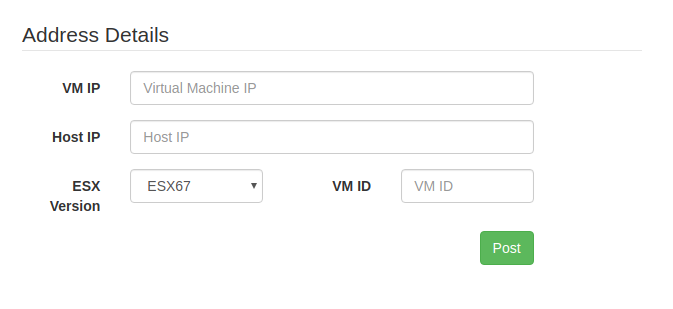 Address Details
VM IP Virtual Machine IP
Host IP Host IP
ESX Version ESX67 VM ID VM ID
Post